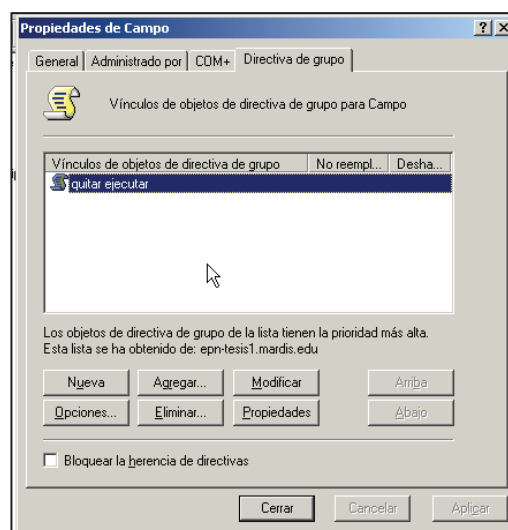 Propiedades de Campo
General Administrado por COM+ Directiva de grupo
Vínculos de objetos de directiva de grupo para Campo
Vínculos de objetos de directiva de grupo No reempl... Desha...
quitar ejecutar
Los objetos de directiva de grupo de la lista tienen la prioridad más alta.
Esta lista se ha obtenido de: epn-tesis1.mardis.edu
Nueva Agregar... Modificar Arriba
Opciones... Eliminar... Propiedades Abajo
Bloquear la herencia de directivas
Cerrar Cancelar Aplicar